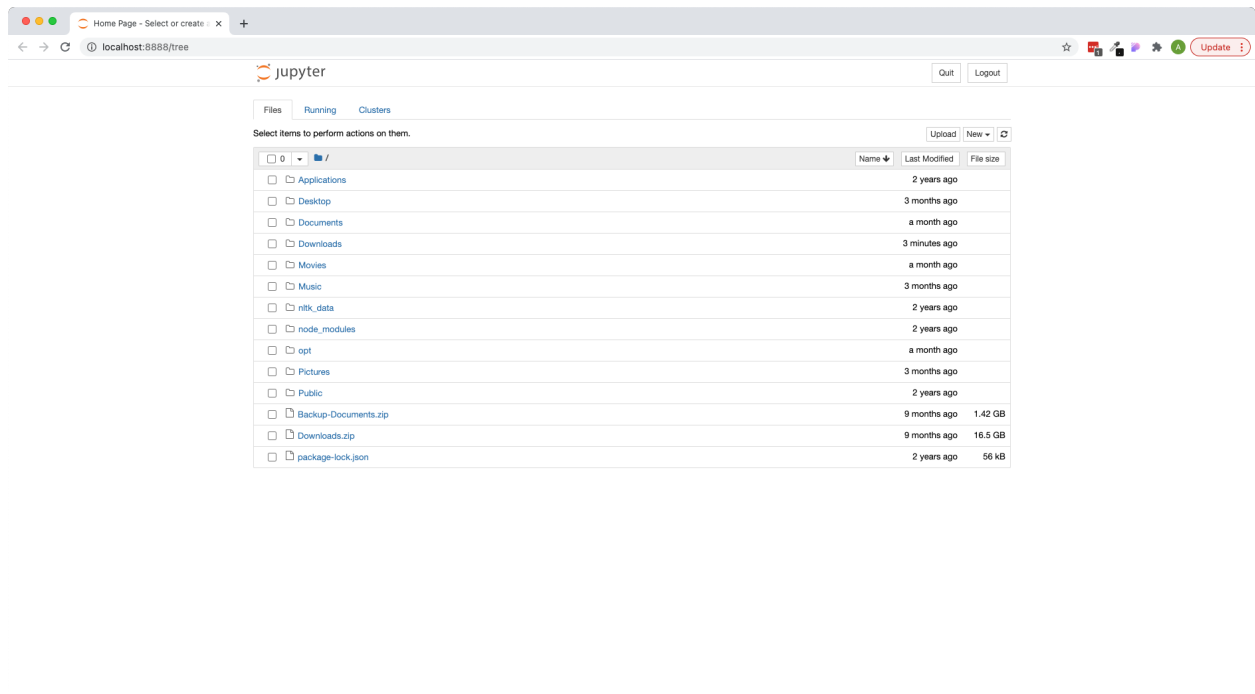 Home Page - Select or create a
localhost:8888/tree
1
A
Update
jupyter
Quit Logout
Files Running Clusters
Select items to perform actions on them.
Upload New
0 /
Name Last Modified File size
Applications 2 years ago
Desktop 3 months ago
Documents a month ago
Downloads 3 minutes ago
Movies a month ago
Music 3 months ago
nltk_data 2 years ago
node_modules 2 years ago
opt a month ago
Pictures 3 months ago
Public 2 years ago
Backup-Documents.zip 9 months ago 1.42 GB
Downloads.zip 9 months ago 16.5 GB
package-lock.json 2 years ago 56 kB